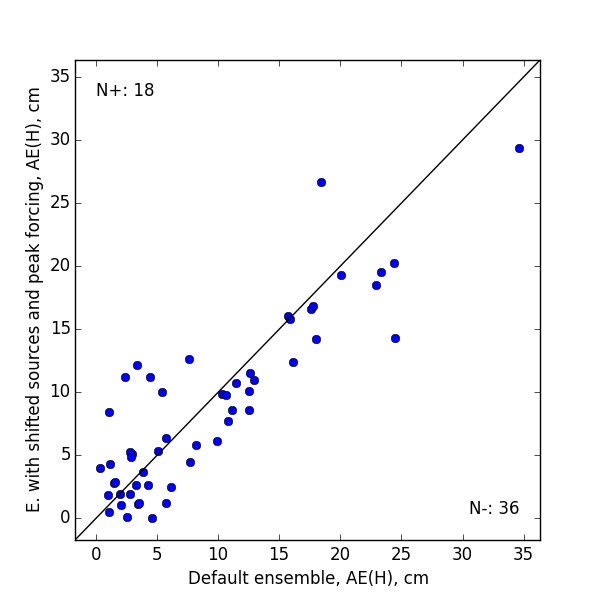 N+: 18
35
30
25
20
15
10
5
0
E. with shifted sources and peak forcing, AE(H), cm
N-: 36
0 5 10 15 20 25 30 35
Default ensemble, AE(H), cm